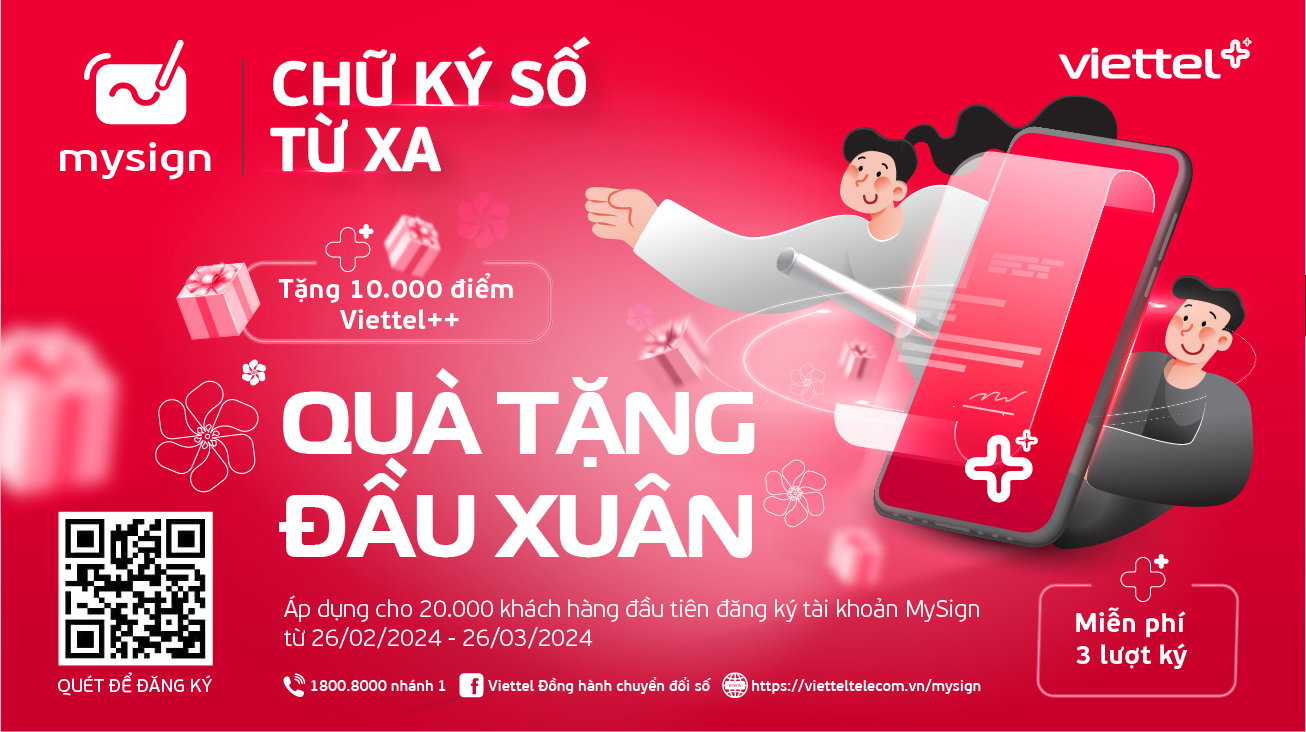 mysign
CHỮ KÝ SỐ
TỪ XA
viettel
Tặng 10.000 điểm
Viettel++
QUÀ TẶNG
ĐẦU XUÂN
Áp dụng cho 20.000 khách hàng đầu tiên đăng ký tài khoản MySign
từ 26/02/2024 - 26/03/2024
QUÉT ĐỂ ĐĂNG KÝ
1800.8000 nhánh 1
Viettel Đồng hành chuyển đổi số
www
https://vietteltelecom.vn/mysign
Miễn phí
3 lượt ký